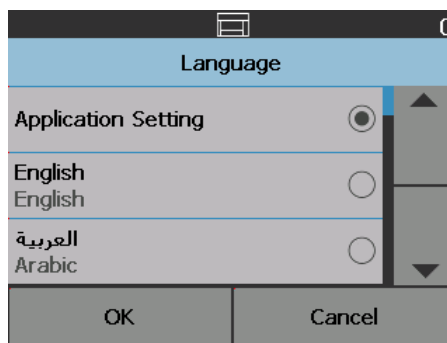 Language
Application Setting
English
English
العربية
Arabic
OK
Cancel